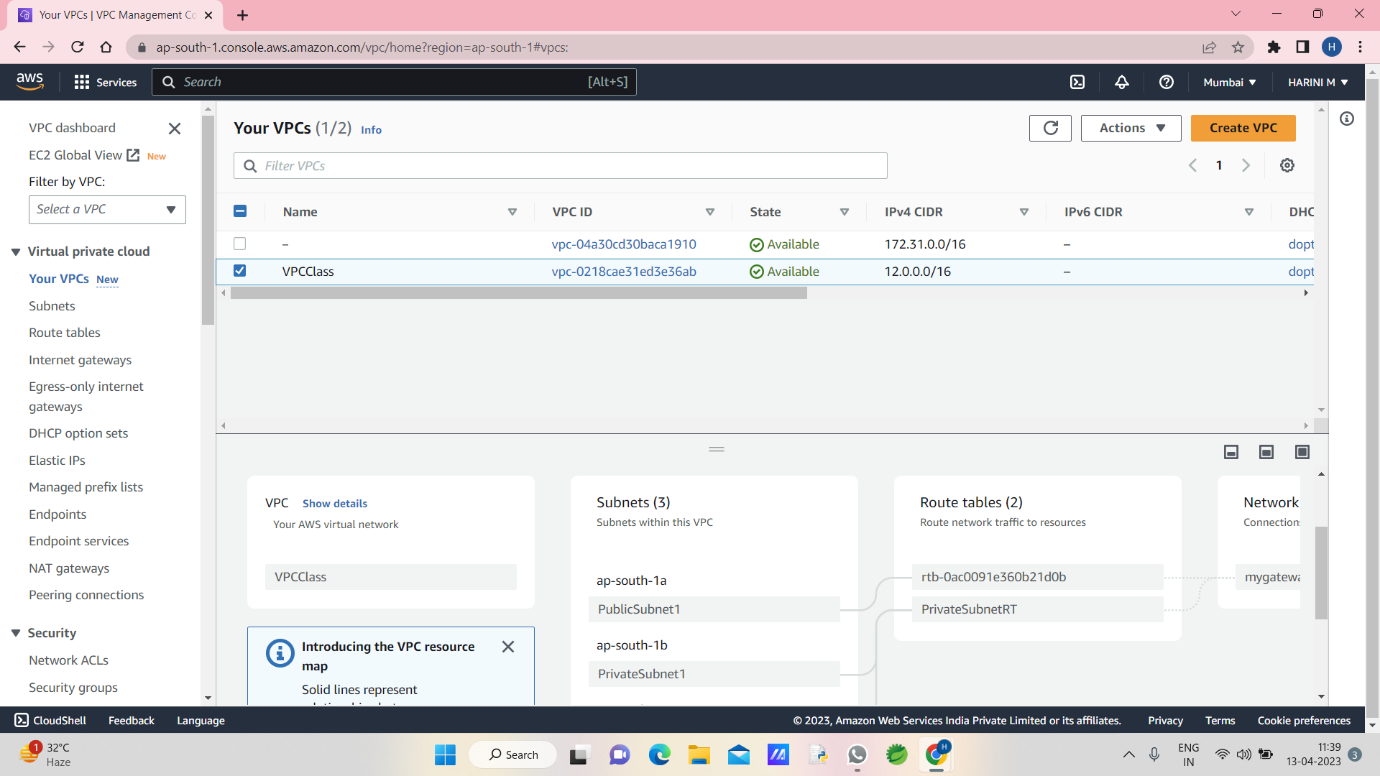 Your VPCs | VPC Management Co
ap-south-1.console.aws.amazon.com/vpc/home?region=ap-south-1#vpcs:
H
aws
Services
Search
[Alt+S]
Mumbai
HARINI M
VPC dashboard
EC2 Global View
New
Filter by VPC:
Select a VPC
Virtual private cloud
Your VPCs New
Subnets
Route tables
Internet gateways
Egress-only internet
gateways
DHCP option sets
Elastic IPs
Managed prefix lists
Endpoints
Endpoint services
NAT gateways
Peering connections
Security
Network ACLs
Security groups
Your VPCs (1/2) Info
Actions
Create VPC
Filter VPCs
1
Name VPC ID State IPv4 CIDR IPv6 CIDR DHC
– vpc-04a30cd30baca1910 Available 172.31.0.0/16 – dopt
VPCClass vpc-0218cae31ed3e36ab Available 12.0.0.0/16 – dopt
VPC Show details
Your AWS virtual network
VPCClass
Introducing the VPC resource
map
Solid lines represent
Subnets (3)
Subnets within this VPC
ap-south-1a
PublicSubnet1
ap-south-1b
PrivateSubnet1
Route tables (2)
Route network traffic to resources
rtb-0ac0091e360b21d0b
PrivateSubnetRT
Network
Connection
mygatewa
CloudShell Feedback Language
© 2023, Amazon Web Services India Private Limited or its affiliates. Privacy Terms Cookie preferences
1
32°C
Haze
Search
H
ENG
IN
11:39
13-04-2023
3